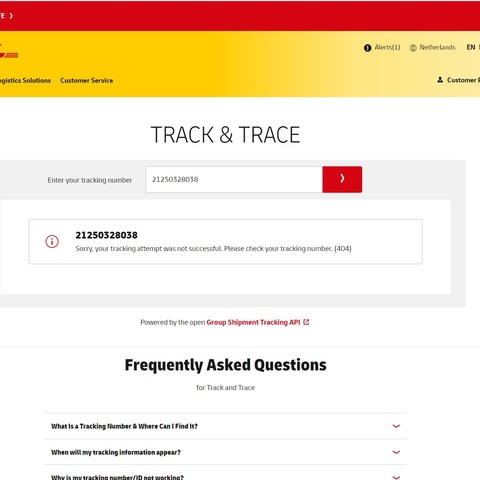 TE
Alerts(1) Netherlands EN
ogistics Solutions Customer Service Customer
TRACK & TRACE
Enter your tracking number 21250328038
21250328038
Sorry, your tracking attempt was not successful. Please check your tracking number. (404)
Powered by the open Group Shipment Tracking API
Frequently Asked Questions
for Track and Trace
What Is a Tracking Number & Where Can I Find It?
When will my tracking information appear?
Why is my tracking number/ID not working?